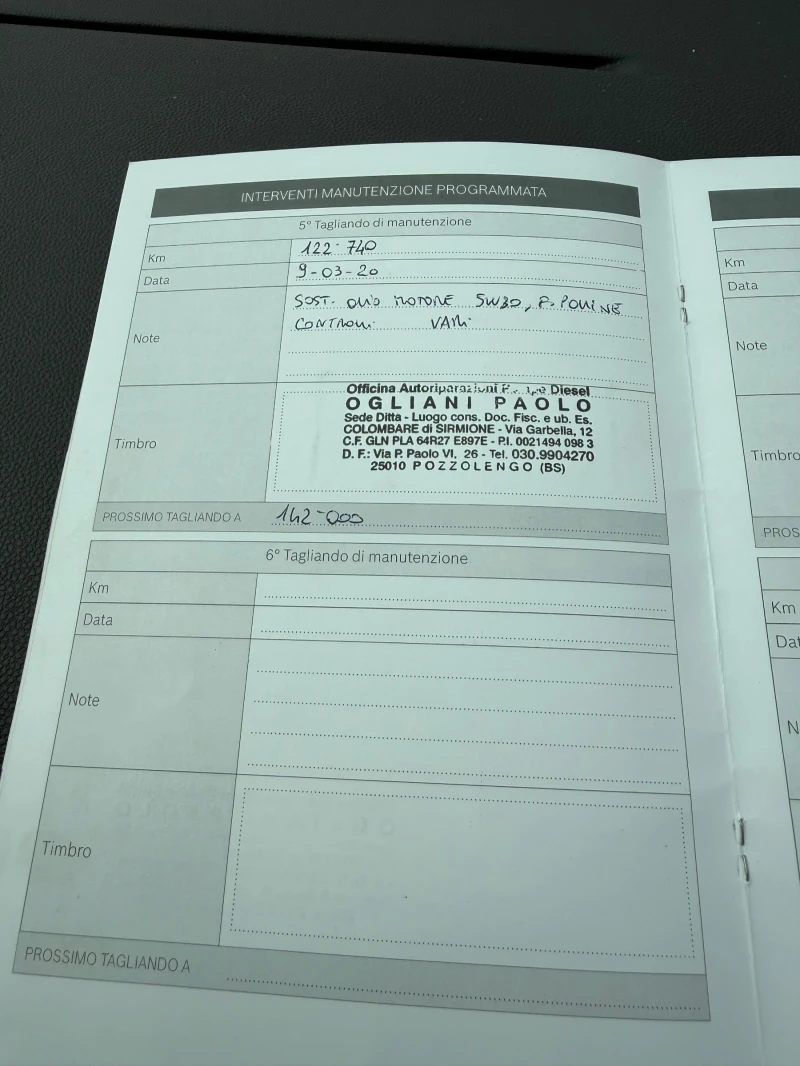 INTERVENTI MANUTENZIONE PROGRAMMATA
5° Tagliando di manutenzione
Km 122-740
Data 9-03-20
Note SOST. OLIO MOTORE 5W30, F. POLLINE
CONTROLLI VARI.
Timbro
Officina Autoriparazioni Diesel
OGLIANI PAOLO
Sede Ditta - Luogo cons. Doc. Fisc. e ub. Es.
COLOMBARE di SIRMIONE - Via Garbella, 12
C.F. GLN PLA 64R27 E897E - P.I. 0021494 098 3
D. F.: Via P. Paolo VI, 26 - Tel. 030.9904270
25010 POZZOLENGO (BS)
PROSSIMO TAGLIANDO A 142-000
6° Tagliando di manutenzione
Km
Data
Note
Timbro
PROSSIMO TAGLIANDO A
Km
Data
Note
Timbro
PROS
Km
Dat
N